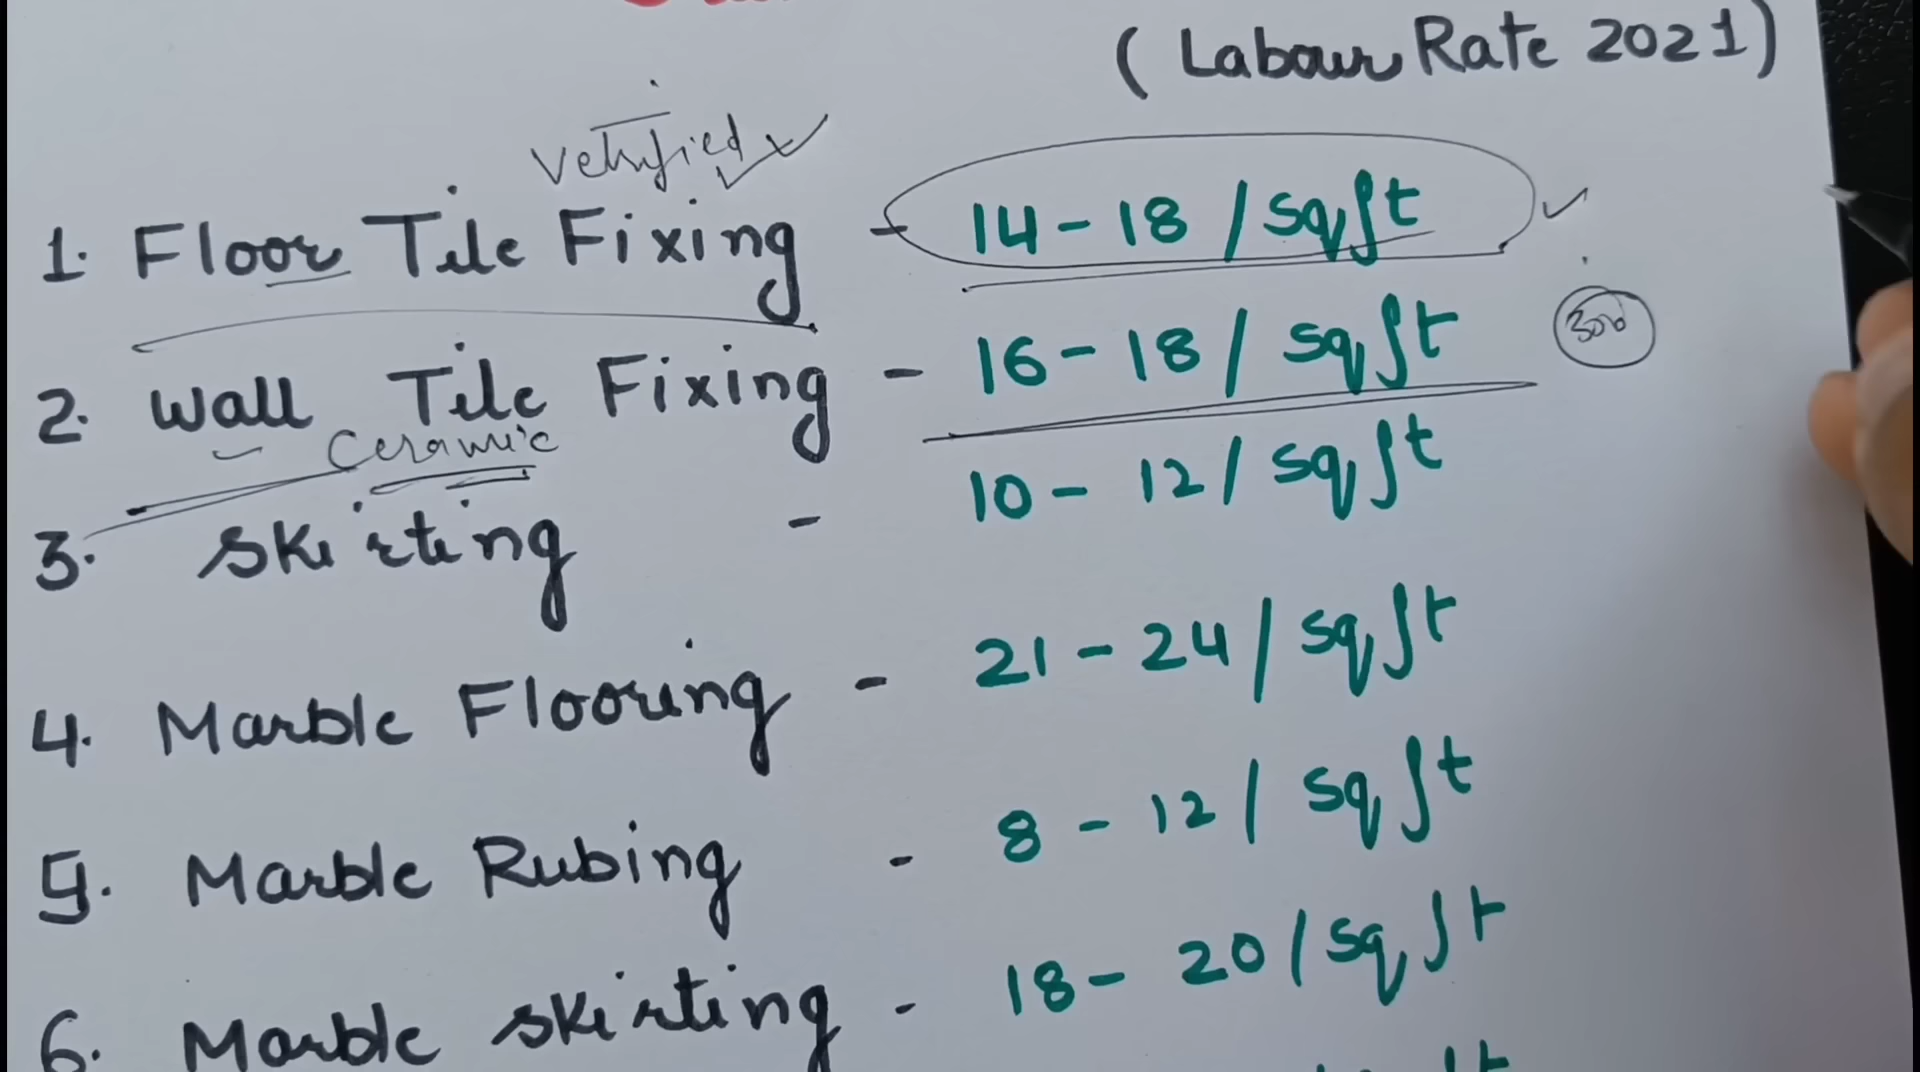 ( Labour Rate 2021)
Vetrified
1. Floor Tile Fixing - 14-18 / sqft
300
2. Wall Tile Fixing - 16-18 / sqft
Ceramic
3. Skirting - 10 - 12 / sqft
4. Marble Flooring - 21 - 24 / sqft
5. Marble Rubing - 8 - 12 / sqft
6. Marble skirting - 18 - 20 / sqft